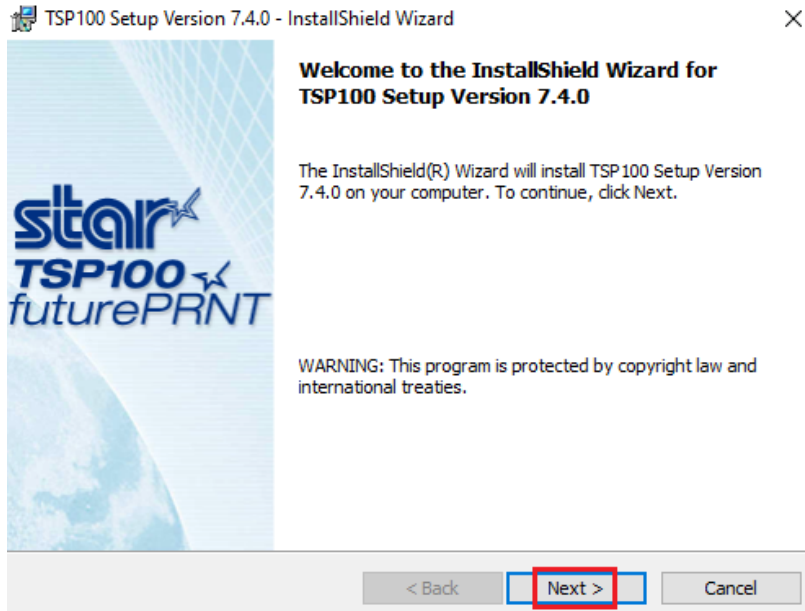 TSP100 Setup Version 7.4.0 - InstallShield Wizard
Welcome to the InstallShield Wizard for
TSP100 Setup Version 7.4.0
The InstallShield(R) Wizard will install TSP100 Setup Version
7.4.0 on your computer. To continue, click Next.
star
TSP100
futurePRNT
WARNING: This program is protected by copyright law and
international treaties.
< Back
Next >
Cancel